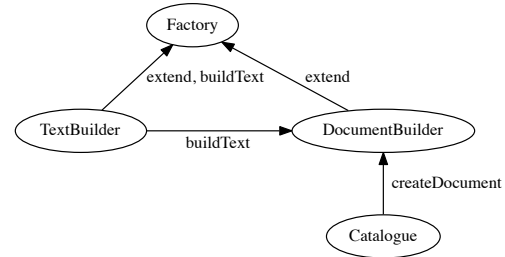 Factory
extend, buildText
extend
TextBuilder
DocumentBuilder
buildText
createDocument
Catalogue